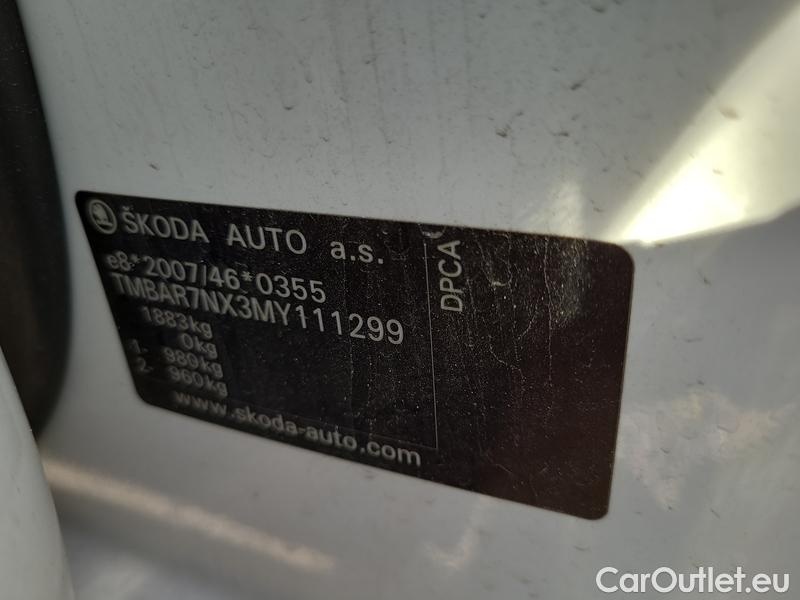 ŠKODA AUTO a.s.
e8*2007/46*0355
TMBAR7NX3MY111299
1883kg
0kg
1- 980kg
2- 960kg
www.skoda-auto.com
DPCA
CarOutlet.eu